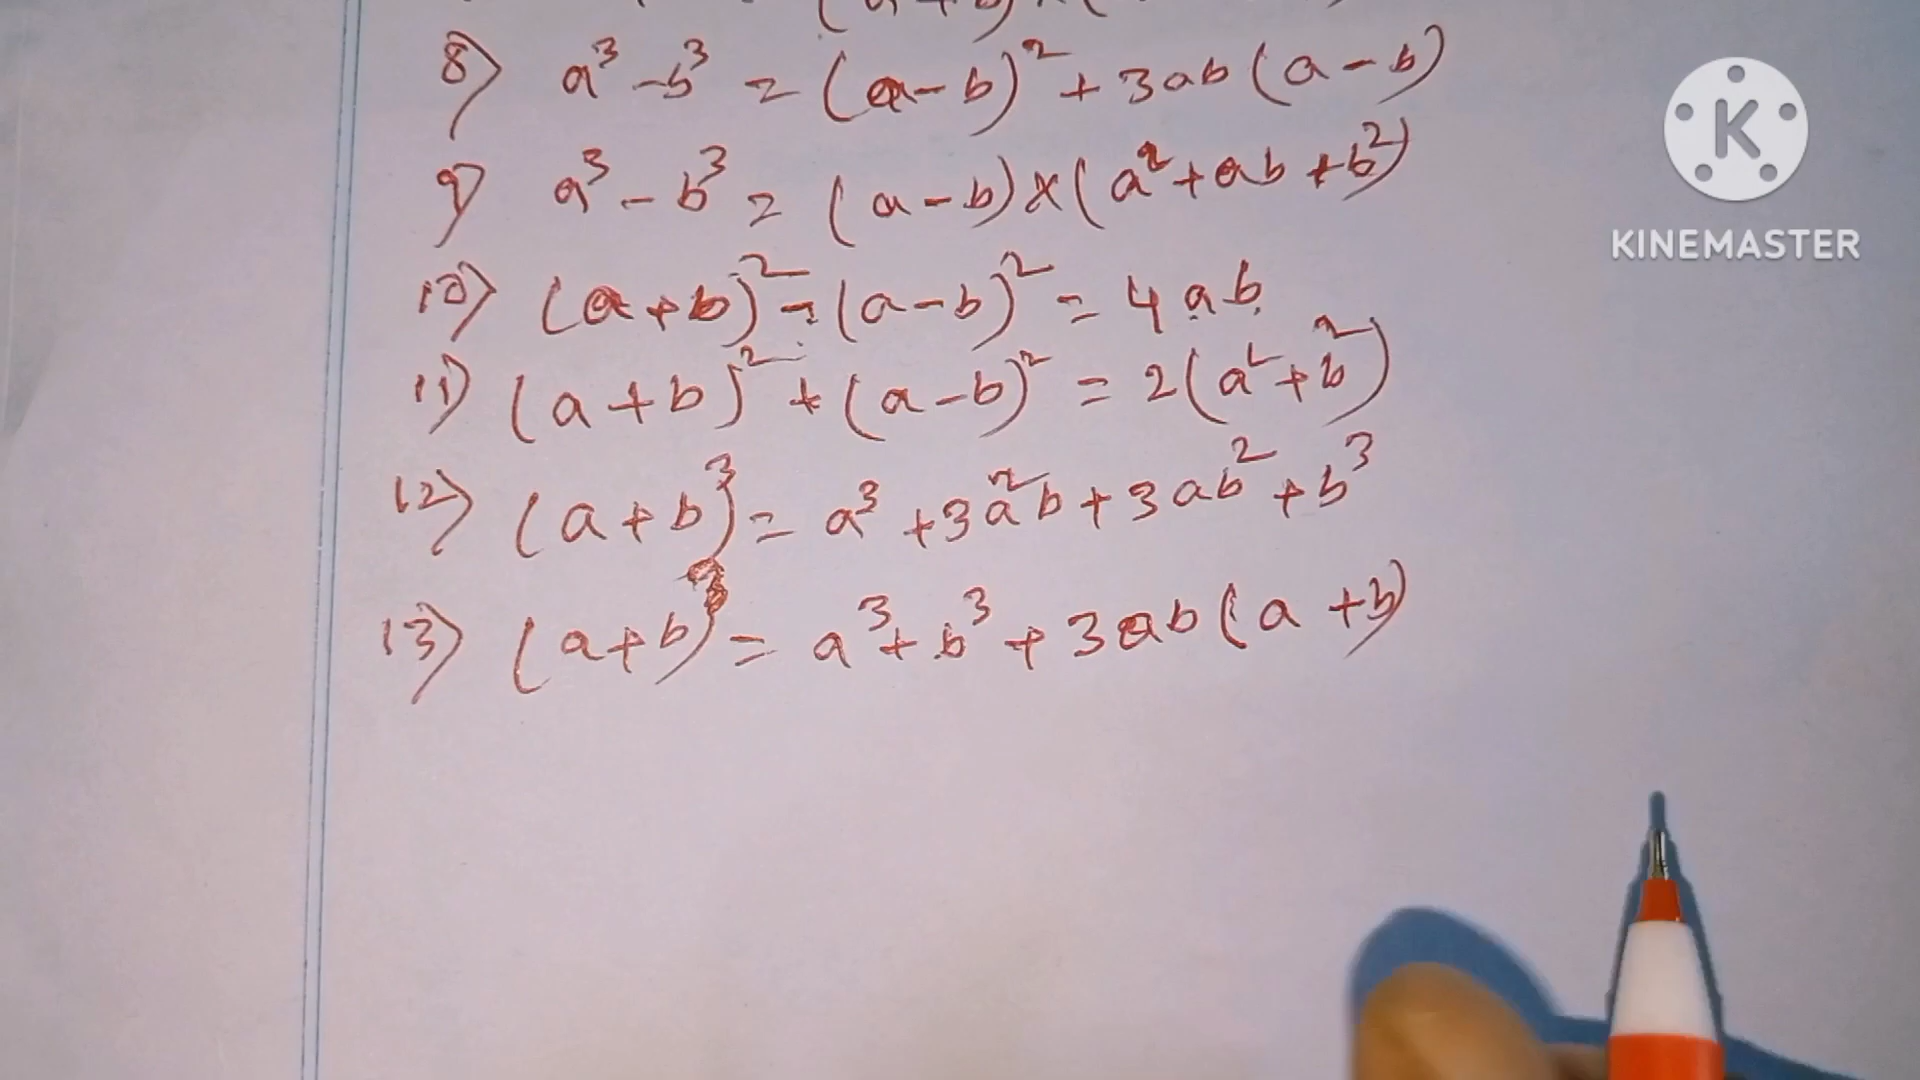 8) a³ - b³ = (a - b)² + 3ab (a - b)
9) a³ - b³ = (a - b) × (a² + ab + b²)
10) (a + b)² - (a - b)² = 4ab
11) (a + b)² + (a - b)² = 2(a² + b²)
12) (a + b)³ = a³ + 3a²b + 3ab² + b³
13) (a + b)³ = a³ + b³ + 3ab (a + b)
KINEMASTER